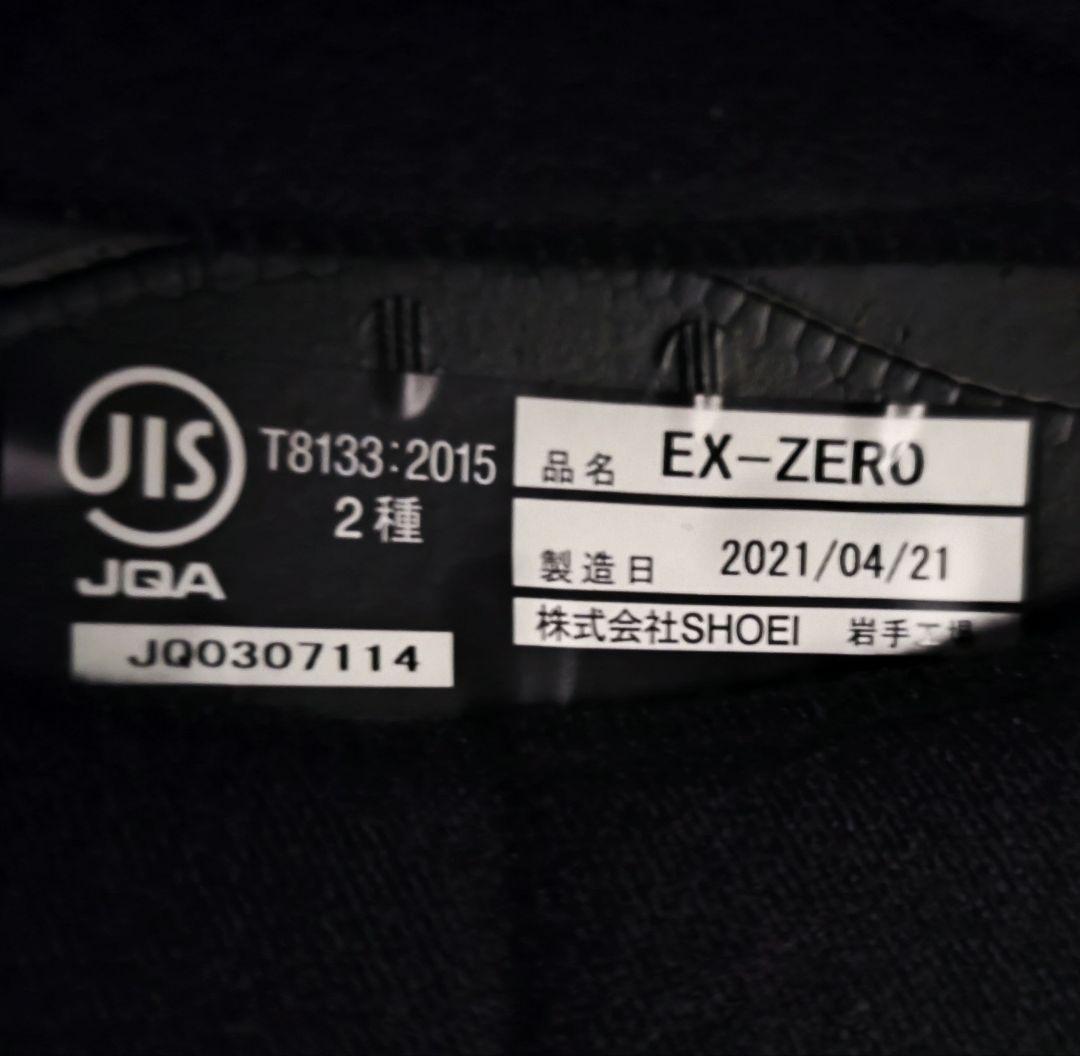 JIS
T8133:2015
2種
JQA
JQ0307114
品名 EX-ZERO
製造日 2021/04/21
株式会社SHOEI 岩手工場